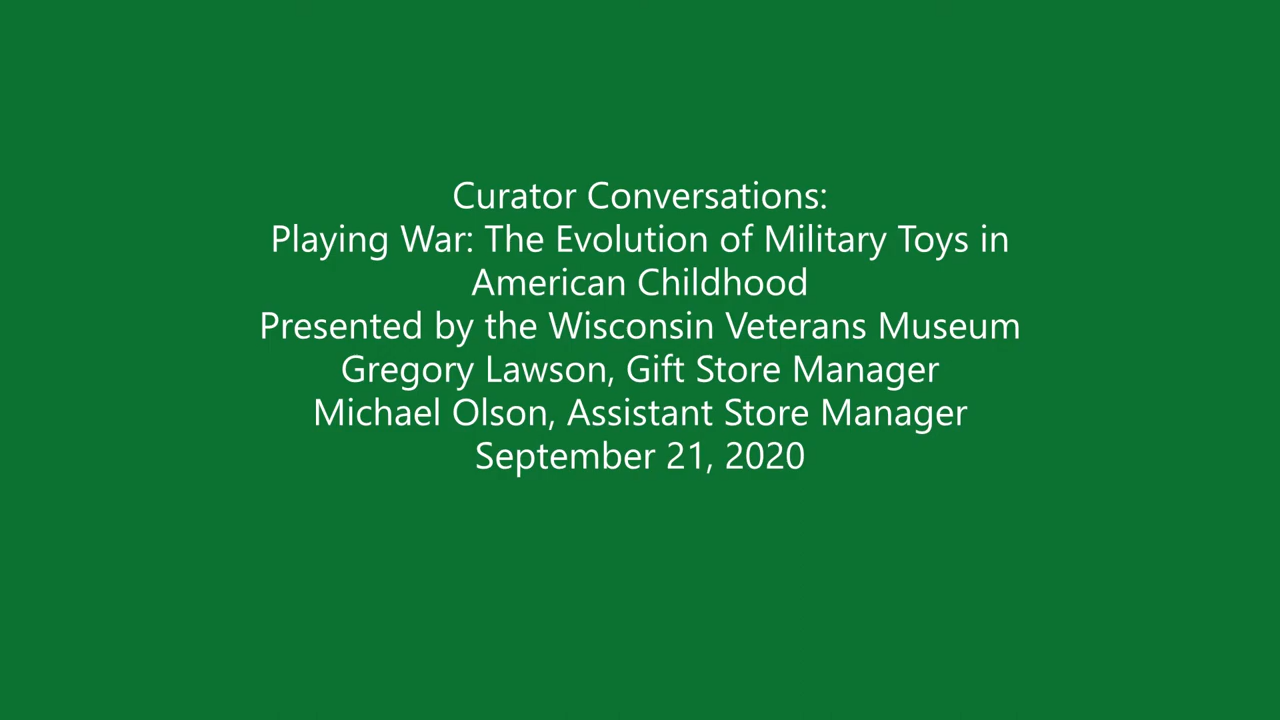 Curator Conversations:
Playing War: The Evolution of Military Toys in
American Childhood
Presented by the Wisconsin Veterans Museum
Gregory Lawson, Gift Store Manager
Michael Olson, Assistant Store Manager
September 21, 2020